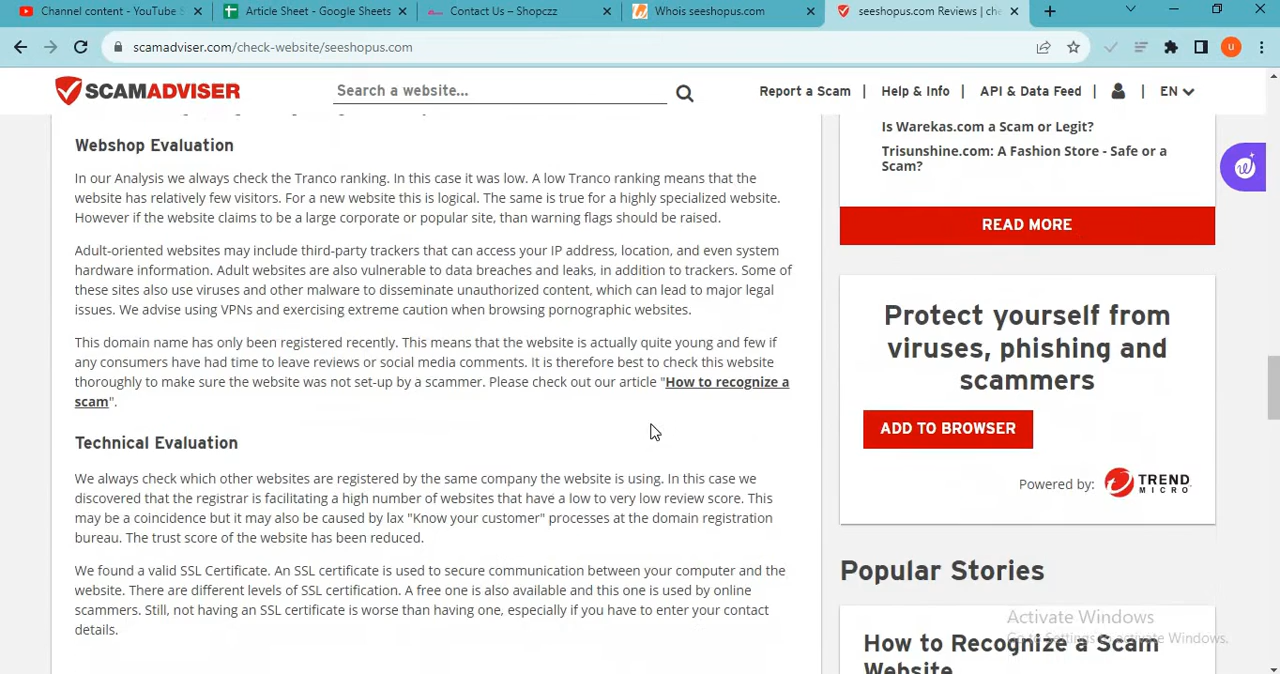 Channel content - YouTube S
Article Sheet - Google Sheets
Contact Us – Shopczz
Whois seeshopus.com
seeshopus.com Reviews | che
scamadviser.com/check-website/seeshopus.com
U
SCAMADVISER
Search a website...
Report a Scam | Help & Info | API & Data Feed | | EN
Webshop Evaluation
In our Analysis we always check the Tranco ranking. In this case it was low. A low Tranco ranking means that the
website has relatively few visitors. For a new website this is logical. The same is true for a highly specialized website.
However if the website claims to be a large corporate or popular site, than warning flags should be raised.
Adult-oriented websites may include third-party trackers that can access your IP address, location, and even system
hardware information. Adult websites are also vulnerable to data breaches and leaks, in addition to trackers. Some of
these sites also use viruses and other malware to disseminate unauthorized content, which can lead to major legal
issues. We advise using VPNs and exercising extreme caution when browsing pornographic websites.
This domain name has only been registered recently. This means that the website is actually quite young and few if
any consumers have had time to leave reviews or social media comments. It is therefore best to check this website
thoroughly to make sure the website was not set-up by a scammer. Please check out our article "How to recognize a
scam".
Technical Evaluation
We always check which other websites are registered by the same company the website is using. In this case we
discovered that the registrar is facilitating a high number of websites that have a low to very low review score. This
may be a coincidence but it may also be caused by lax "Know your customer" processes at the domain registration
bureau. The trust score of the website has been reduced.
We found a valid SSL Certificate. An SSL certificate is used to secure communication between your computer and the
website. There are different levels of SSL certification. A free one is also available and this one is used by online
scammers. Still, not having an SSL certificate is worse than having one, especially if you have to enter your contact
details.
Is Warekas.com a Scam or Legit?
Trisunshine.com: A Fashion Store - Safe or a
Scam?
READ MORE
Protect yourself from
viruses, phishing and
scammers
ADD TO BROWSER
Powered by: TREND
MICRO
Popular Stories
How to Recognize a Scam
Website
Activate Windows
Go to Settings to activate Windows.